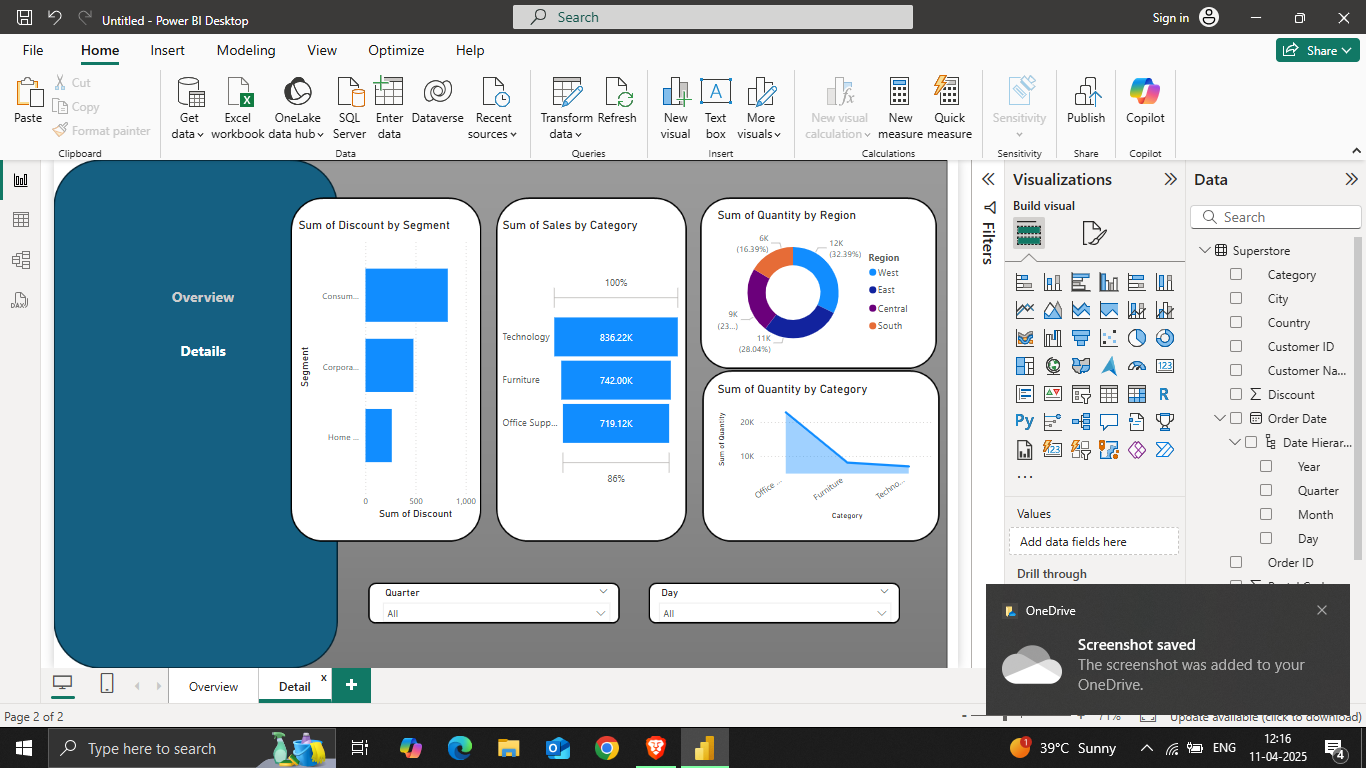 Untitled - Power BI Desktop
Search
Sign in
File Home Insert Modeling View Optimize Help
Share
Paste
Cut
Copy
Format painter
Clipboard
Get data
Excel workbook
OneLake data hub
SQL Server
Enter data
Dataverse
Recent sources
Data
Transform data
Refresh
Queries
New visual
Text box
More visuals
Insert
New visual calculation
New measure
Quick measure
Calculations
Sensitivity
Sensitivity
Publish
Share
Copilot
Copilot
Overview
Details
Sum of Discount by Segment
Segment
Consum...
Corpora...
Home ...
0 500 1,000
Sum of Discount
Sum of Sales by Category
100%
Technology 836.22K
Furniture 742.00K
Office Supp... 719.12K
86%
Sum of Quantity by Region
6K
(16.39%)
12K
(32.39%)
9K
(23...)
11K
(28.04%)
Region
West
East
Central
South
Sum of Quantity by Category
Sum of Quantity
20K
10K
Office ...
Furniture
Techno...
Category
Quarter
All
Day
All
Filters
Visualizations
Build visual
Values
Add data fields here
Drill through
Data
Search
Superstore
Category
City
Country
Customer ID
Customer Na...
Discount
Order Date
Date Hierar...
Year
Quarter
Month
Day
Order ID
OneDrive
Screenshot saved
The screenshot was added to your
OneDrive.
Overview
Detail x
Page 2 of 2
71%
Update available (click to download)
Type here to search
39°C Sunny
ENG
12:16
11-04-2025
4